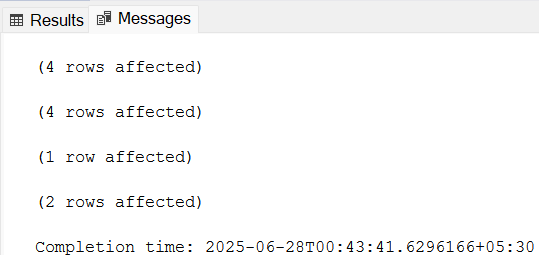 Results Messages
(4 rows affected)
(4 rows affected)
(1 row affected)
(2 rows affected)
Completion time: 2025-06-28T00:43:41.6296166+05:30